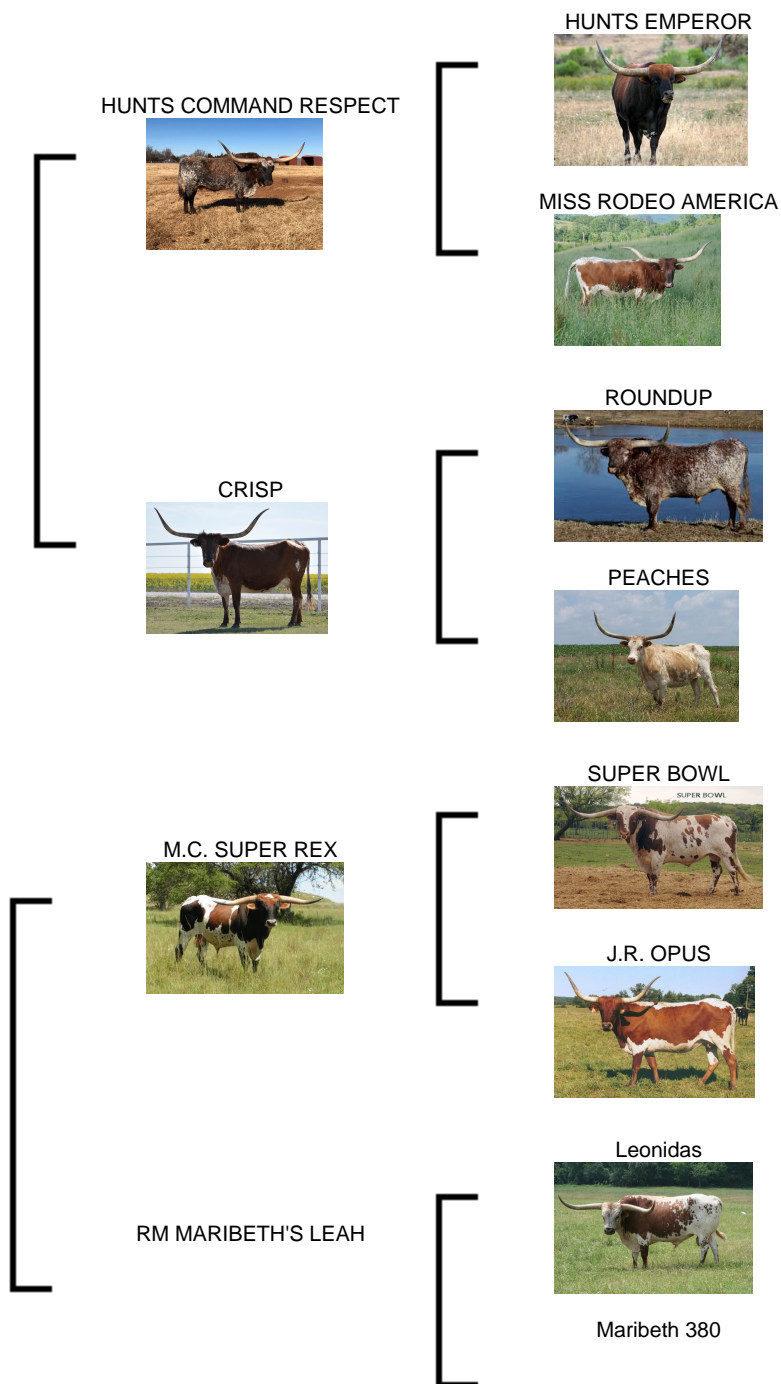 HUNTS EMPEROR
HUNTS COMMAND RESPECT
MISS RODEO AMERICA
ROUNDUP
CRISP
PEACHES
SUPER BOWL
SUPER BOWL
M.C. SUPER REX
J.R. OPUS
Leonidas
RM MARIBETH'S LEAH
Maribeth 380